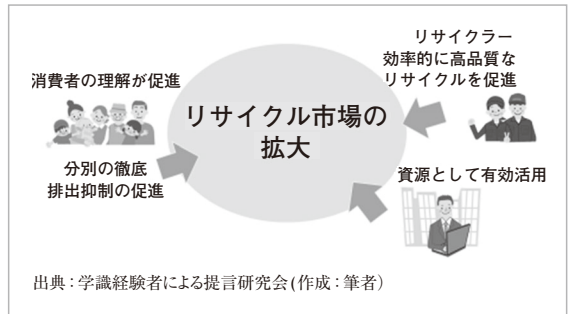 消費者の理解が促進
分別の徹底
排出抑制の促進
リサイクル市場の
拡大
リサイクラー
効率的に高品質な
リサイクルを促進
資源として有効活用
出典：学識経験者による提言研究会(作成：筆者)